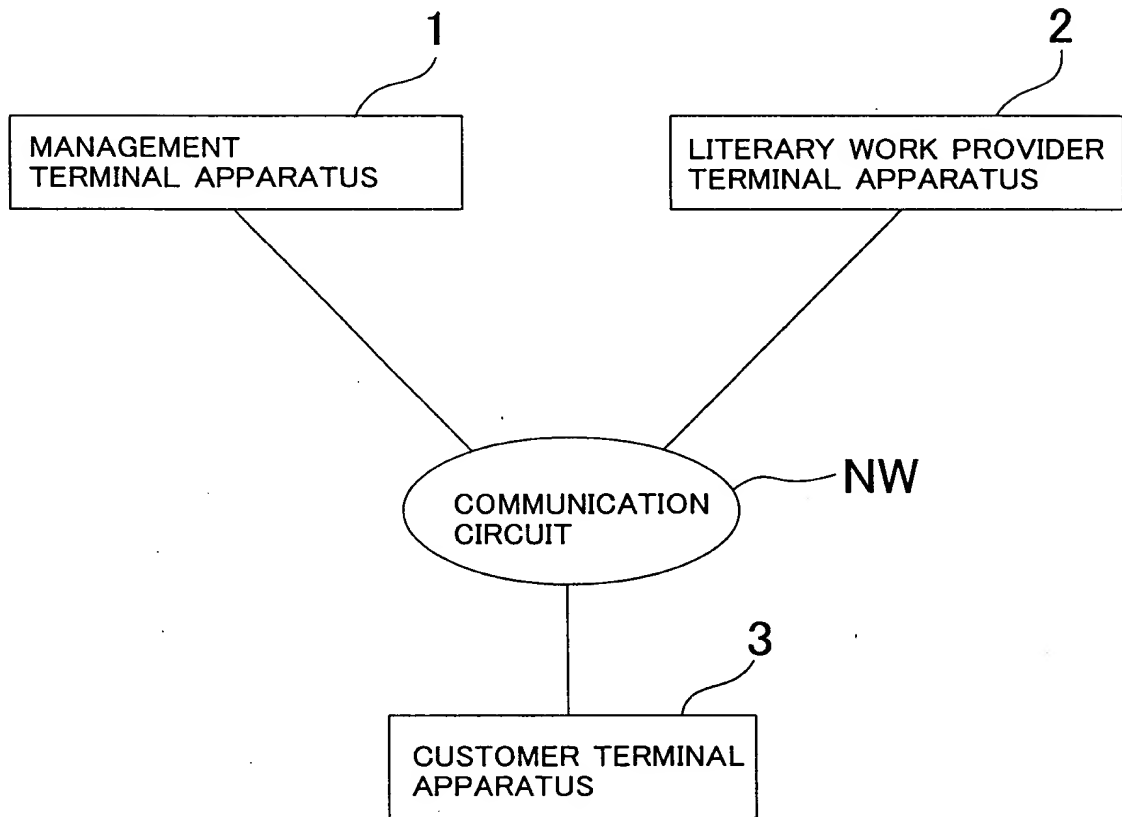 1
2
MANAGEMENT
TERMINAL APPARATUS
LITERARY WORK PROVIDER
TERMINAL APPARATUS
COMMUNICATION
CIRCUIT
NW
3
CUSTOMER TERMINAL
APPARATUS